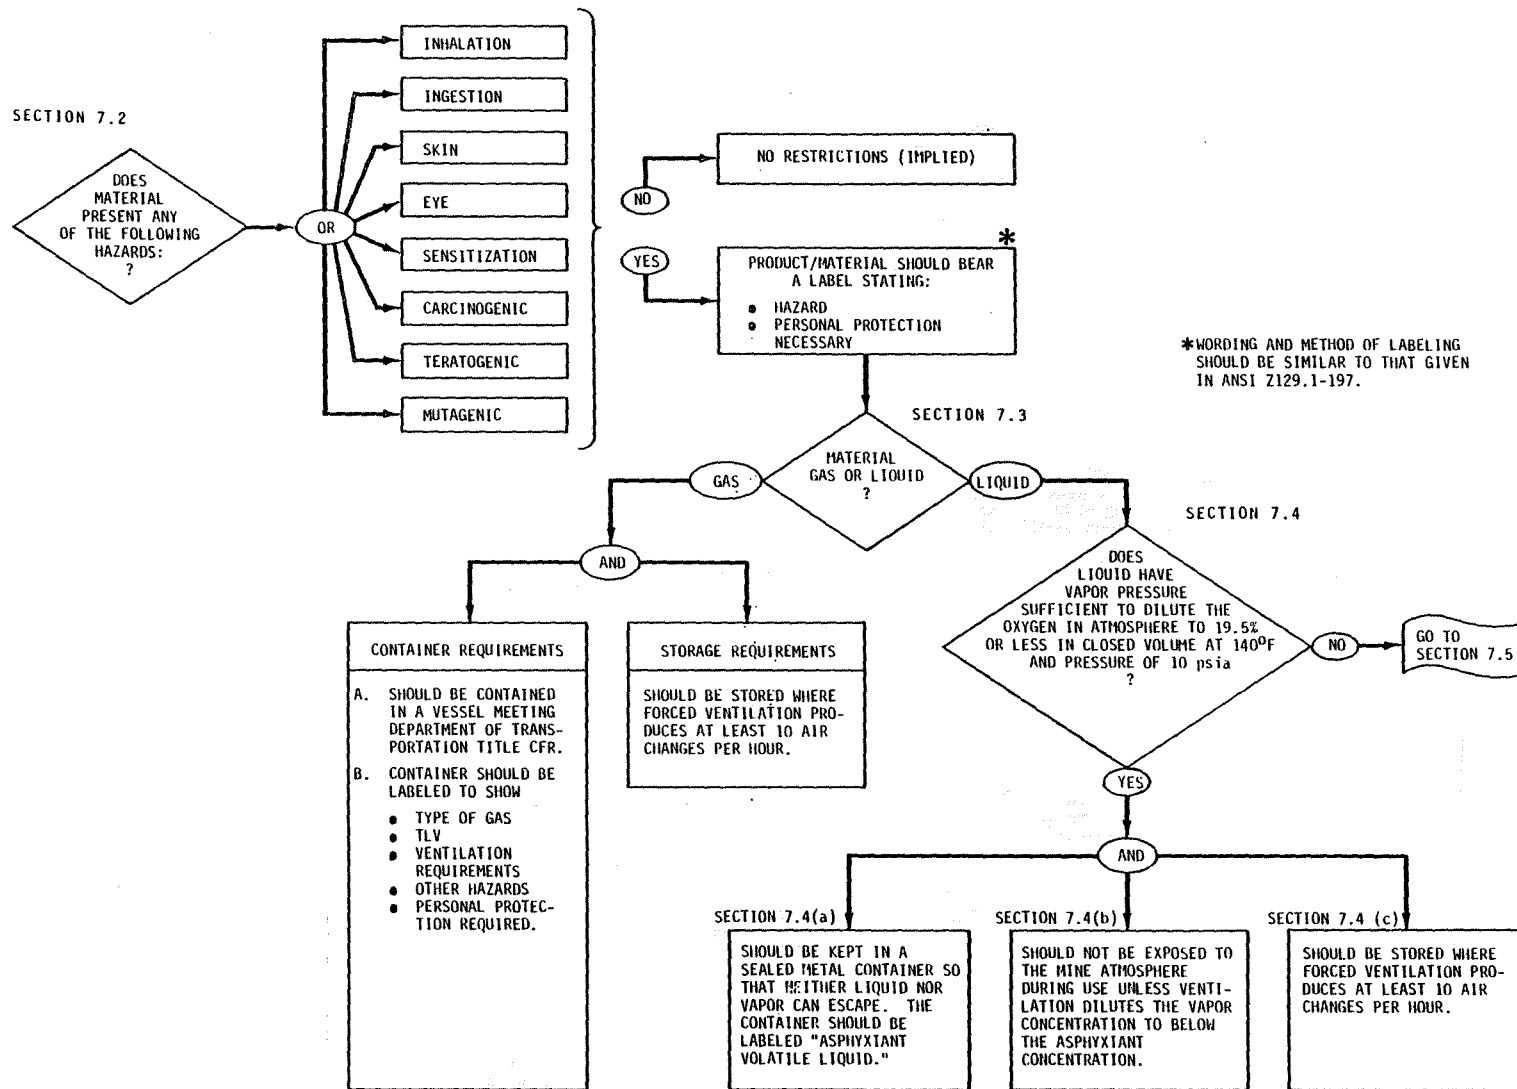 SECTION 7.2
DOES
MATERIAL
PRESENT ANY
OF THE FOLLOWING
HAZARDS:
?
OR
INHALATION
INGESTION
SKIN
EYE
SENSITIZATION
CARCINOGENIC
TERATOGENIC
MUTAGENIC
NO
NO RESTRICTIONS (IMPLIED)
YES
*
PRODUCT/MATERIAL SHOULD BEAR
A LABEL STATING:
● HAZARD
● PERSONAL PROTECTION
NECESSARY
*WORDING AND METHOD OF LABELING
SHOULD BE SIMILAR TO THAT GIVEN
IN ANSI Z129.1-197.
SECTION 7.3
MATERIAL
GAS OR LIQUID
?
GAS
LIQUID
AND
CONTAINER REQUIREMENTS
A. SHOULD BE CONTAINED
IN A VESSEL MEETING
DEPARTMENT OF TRANS-
PORTATION TITLE CFR.
B. CONTAINER SHOULD BE
LABELED TO SHOW
● TYPE OF GAS
● TLV
● VENTILATION
REQUIREMENTS
● OTHER HAZARDS
● PERSONAL PROTEC-
TION REQUIRED.
STORAGE REQUIREMENTS
SHOULD BE STORED WHERE
FORCED VENTILATION PRO-
DUCES AT LEAST 10 AIR
CHANGES PER HOUR.
SECTION 7.4
DOES
LIQUID HAVE
VAPOR PRESSURE
SUFFICIENT TO DILUTE THE
OXYGEN IN ATMOSPHERE TO 19.5%
OR LESS IN CLOSED VOLUME AT 140°F
AND PRESSURE OF 10 psia
?
NO
GO TO
SECTION 7.5
YES
AND
SECTION 7.4(a)
SHOULD BE KEPT IN A
SEALED METAL CONTAINER SO
THAT NEITHER LIQUID NOR
VAPOR CAN ESCAPE. THE
CONTAINER SHOULD BE
LABELED "ASPHYXIANT
VOLATILE LIQUID."
SECTION 7.4(b)
SHOULD NOT BE EXPOSED TO
THE MINE ATMOSPHERE
DURING USE UNLESS VENTI-
LATION DILUTES THE VAPOR
CONCENTRATION TO BELOW
THE ASPHYXIANT
CONCENTRATION.
SECTION 7.4 (c)
SHOULD BE STORED WHERE
FORCED VENTILATION PRO-
DUCES AT LEAST 10 AIR
CHANGES PER HOUR.